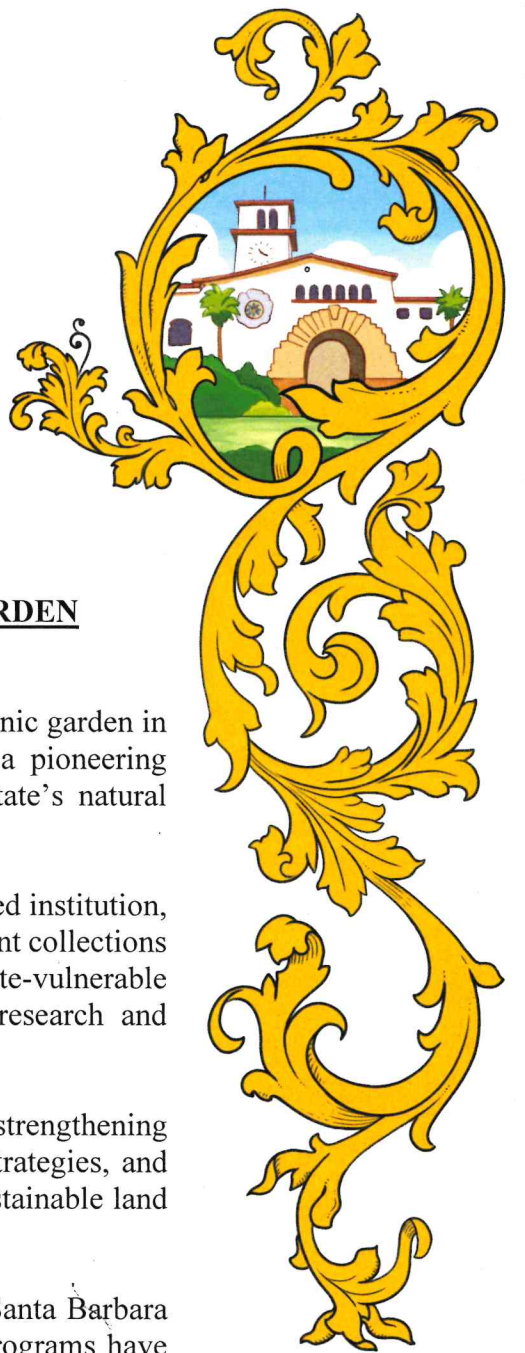 RDEN
nic garden in
a pioneering
tate's natural
ed institution,
nt collections
te-vulnerable
research and
strengthening
trategies, and
stainable land
Santa Barbara
rograms have